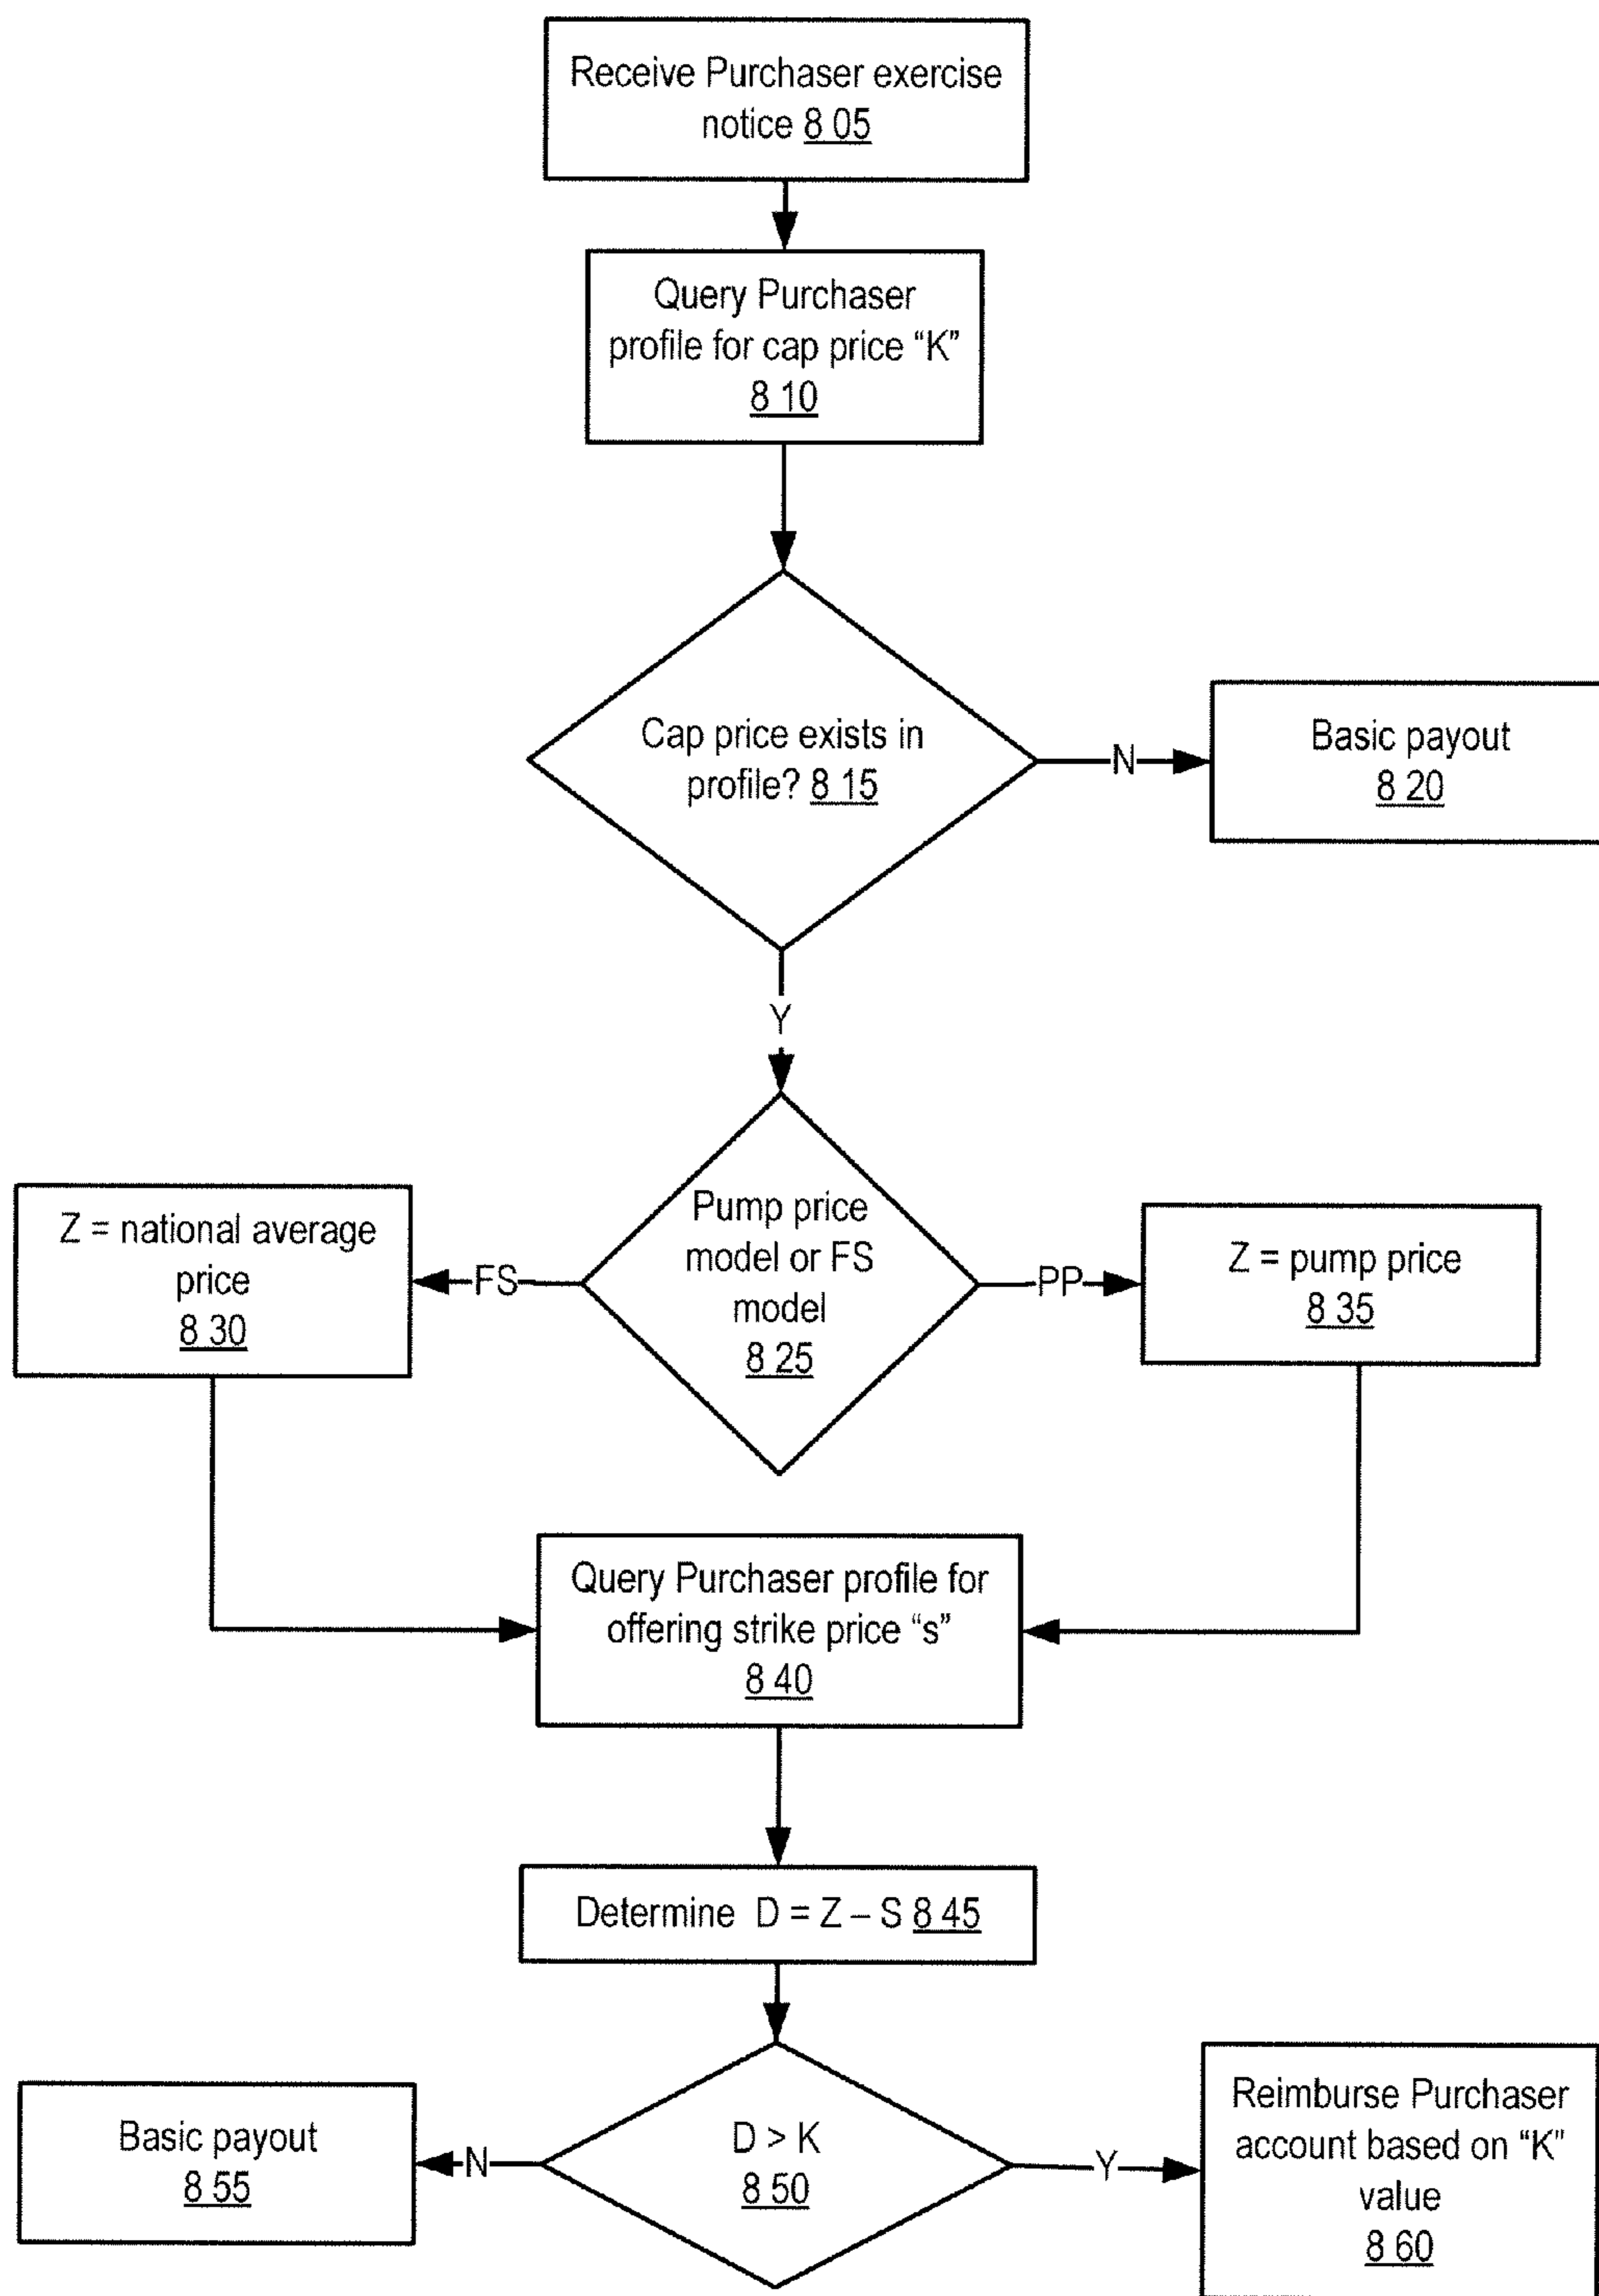 Receive Purchaser exercise
notice 8 05
Query Purchaser
profile for cap price “K”
8 10
Cap price exists in
profile? 8 15
N
Basic payout
8 20
Y
Z = national average
price
8 30
FS
Pump price
model or FS
model
8 25
PP
Z = pump price
8 35
Query Purchaser profile for
offering strike price “s”
8 40
Determine D = Z – S 8 45
Basic payout
8 55
N
D > K
8 50
Y
Reimburse Purchaser
account based on “K”
value
8 60